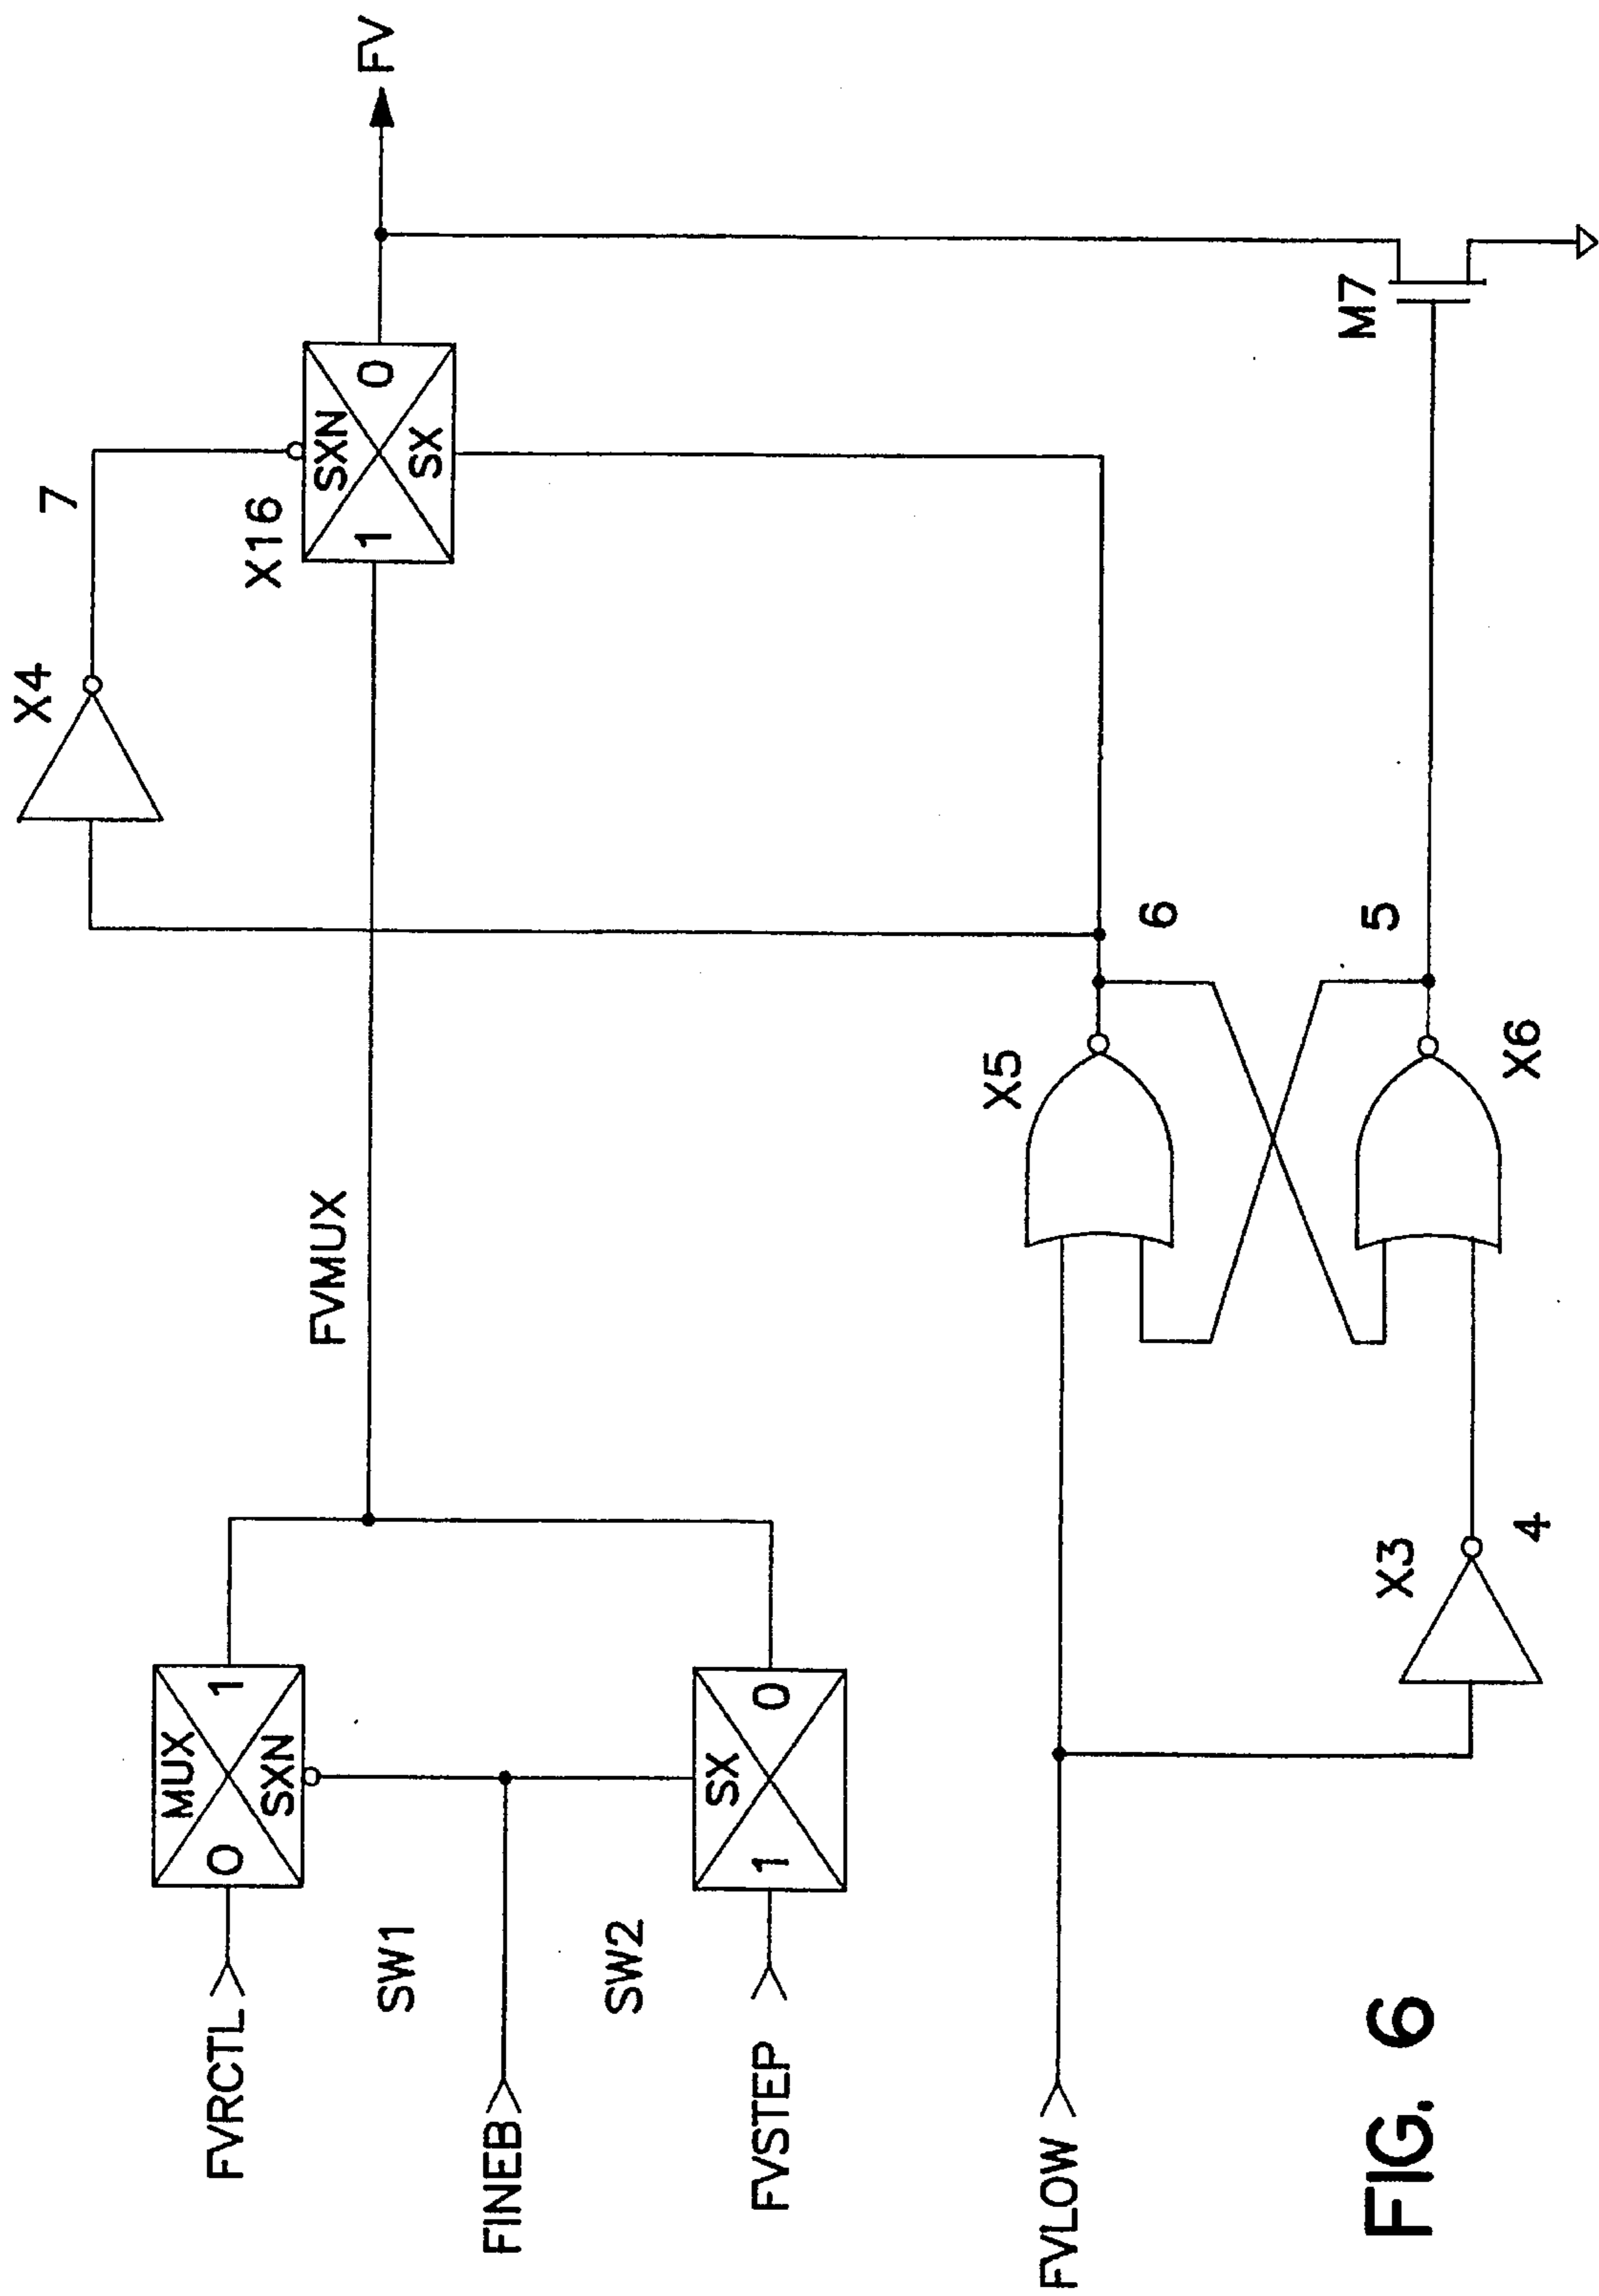 X4
7
FV
X16
SXN
1
0
SX
FVMUX
MUX
0
1
SXN
FVRCTL
SW1
FINEB
SW2
SX
1
0
FVSTEP
X5
6
M7
FVLOW
5
X6
X3
4
FIG. 6